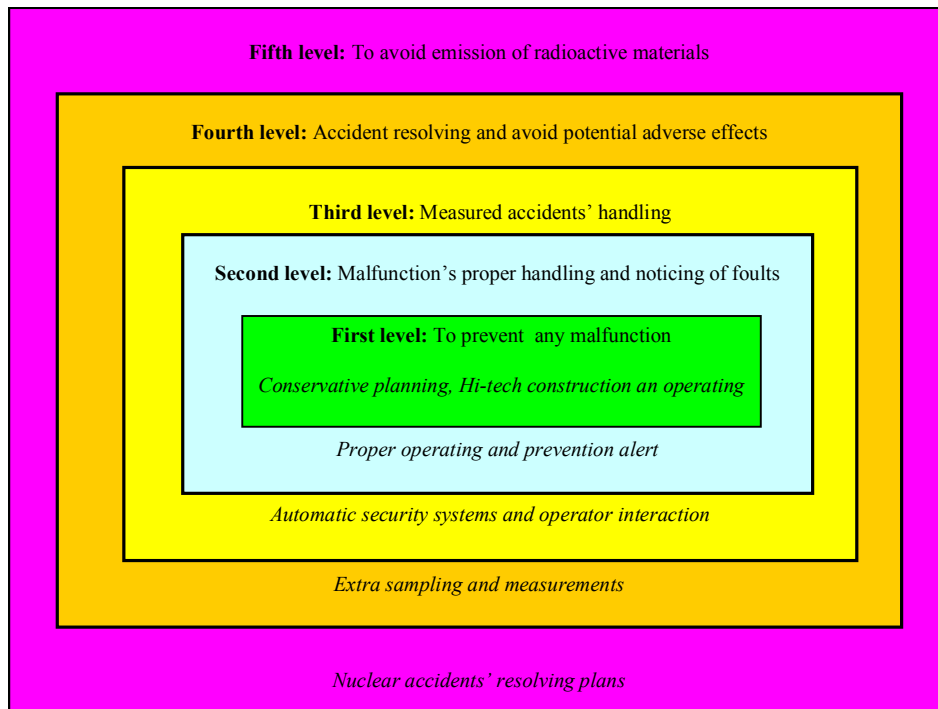 Fifth level: To avoid emission of radioactive materials
Fourth level: Accident resolving and avoid potential adverse effects
Third level: Measured accidents’ handling
Second level: Malfunction’s proper handling and noticing of foults
First level: To prevent any malfunction
Conservative planning, Hi-tech construction an operating
Proper operating and prevention alert
Automatic security systems and operator interaction
Extra sampling and measurements
Nuclear accidents’ resolving plans